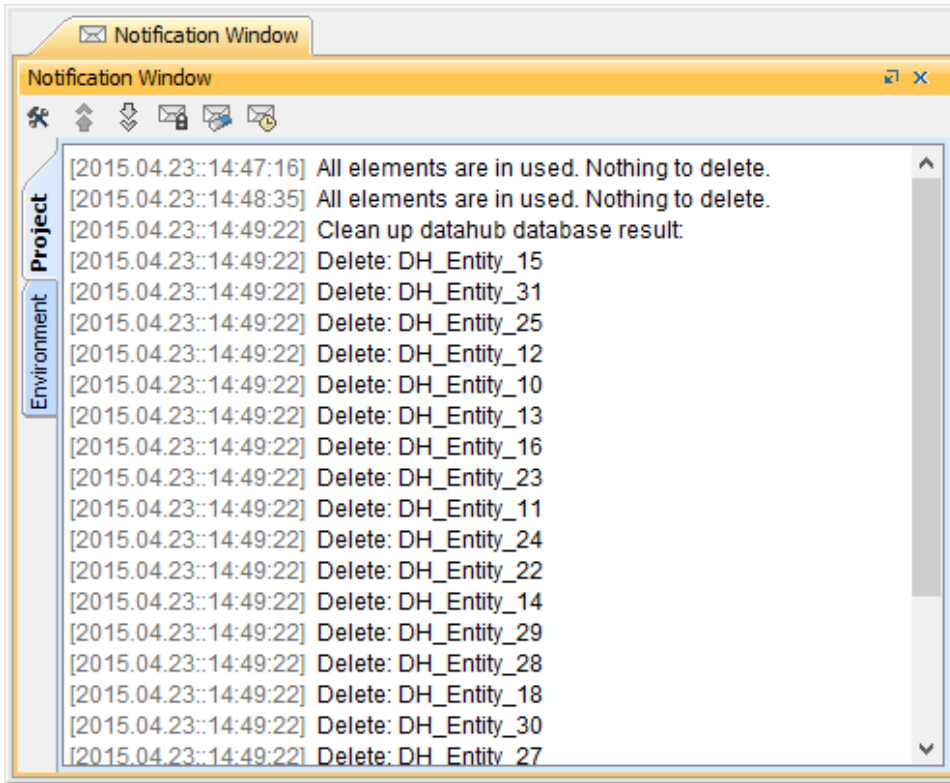 Notification Window
Notification Window
Project
Environment
[2015.04.23::14:47:16] All elements are in used. Nothing to delete.
[2015.04.23::14:48:35] All elements are in used. Nothing to delete.
[2015.04.23::14:49:22] Clean up datahub database result:
[2015.04.23::14:49:22] Delete: DH_Entity_15
[2015.04.23::14:49:22] Delete: DH_Entity_31
[2015.04.23::14:49:22] Delete: DH_Entity_25
[2015.04.23::14:49:22] Delete: DH_Entity_12
[2015.04.23::14:49:22] Delete: DH_Entity_10
[2015.04.23::14:49:22] Delete: DH_Entity_13
[2015.04.23::14:49:22] Delete: DH_Entity_16
[2015.04.23::14:49:22] Delete: DH_Entity_23
[2015.04.23::14:49:22] Delete: DH_Entity_11
[2015.04.23::14:49:22] Delete: DH_Entity_24
[2015.04.23::14:49:22] Delete: DH_Entity_22
[2015.04.23::14:49:22] Delete: DH_Entity_14
[2015.04.23::14:49:22] Delete: DH_Entity_29
[2015.04.23::14:49:22] Delete: DH_Entity_28
[2015.04.23::14:49:22] Delete: DH_Entity_18
[2015.04.23::14:49:22] Delete: DH_Entity_30
[2015.04.23::14:49:22] Delete: DH_Entity_27